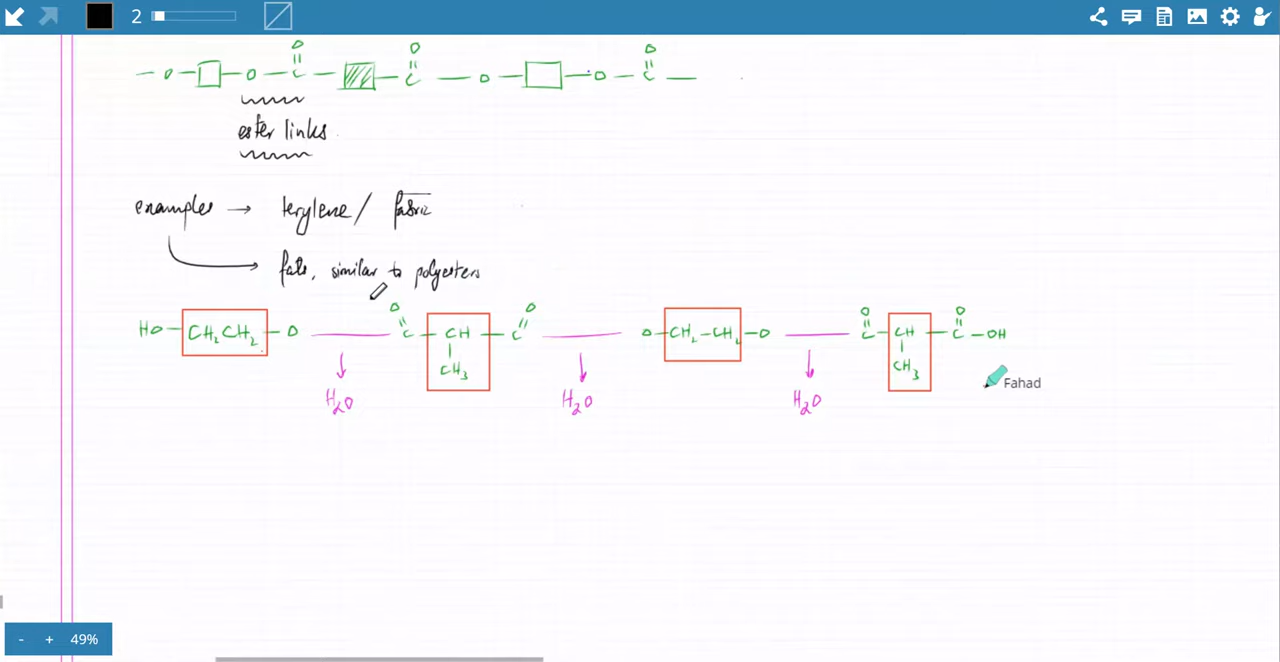 2
O O O
— O — □ — O — C — ▨ — C — O — □ — O — C —
ester links
examples → terylene / fabric
fats, similar to polyesters
O O O O
HO — CH₂CH₂ — O — C — CH — C — O — CH₂ — CH₂ — O — C — CH — C — OH
CH₃ CH₃
Fahad
H₂O H₂O H₂O
- + 49%